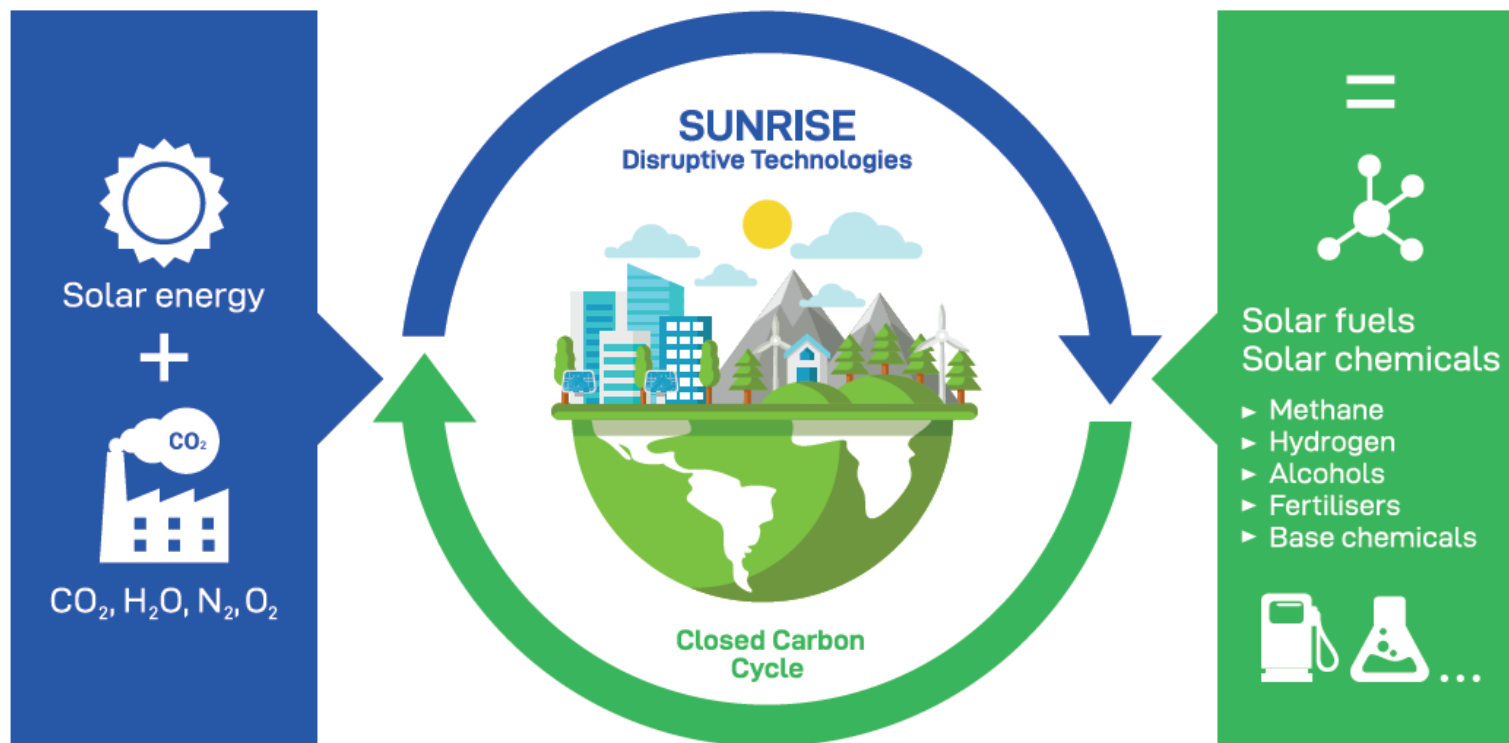 Solar energy
+
CO₂
CO₂, H₂O, N₂, O₂
SUNRISE
Disruptive Technologies
Closed Carbon
Cycle
=
Solar fuels
Solar chemicals
► Methane
► Hydrogen
► Alcohols
► Fertilisers
► Base chemicals
...